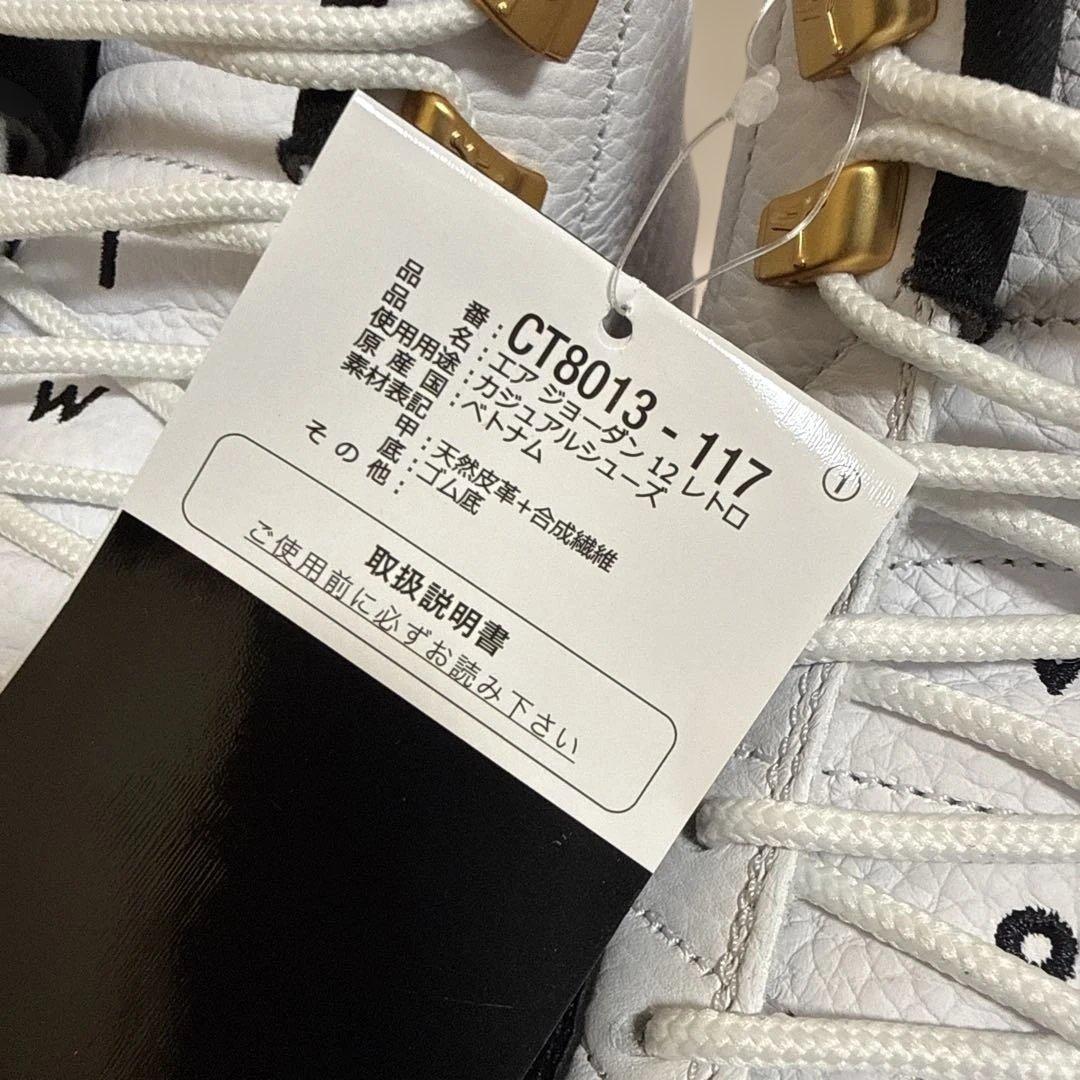 品番：CT8013 - 117
品名：エア ジョーダン 12 レトロ
使用用途：カジュアルシューズ
原産国：ベトナム
素材表記
甲：天然皮革+合成繊維
底：ゴム底
その他：
①
取扱説明書
ご使用前に必ずお読み下さい
W
I
O